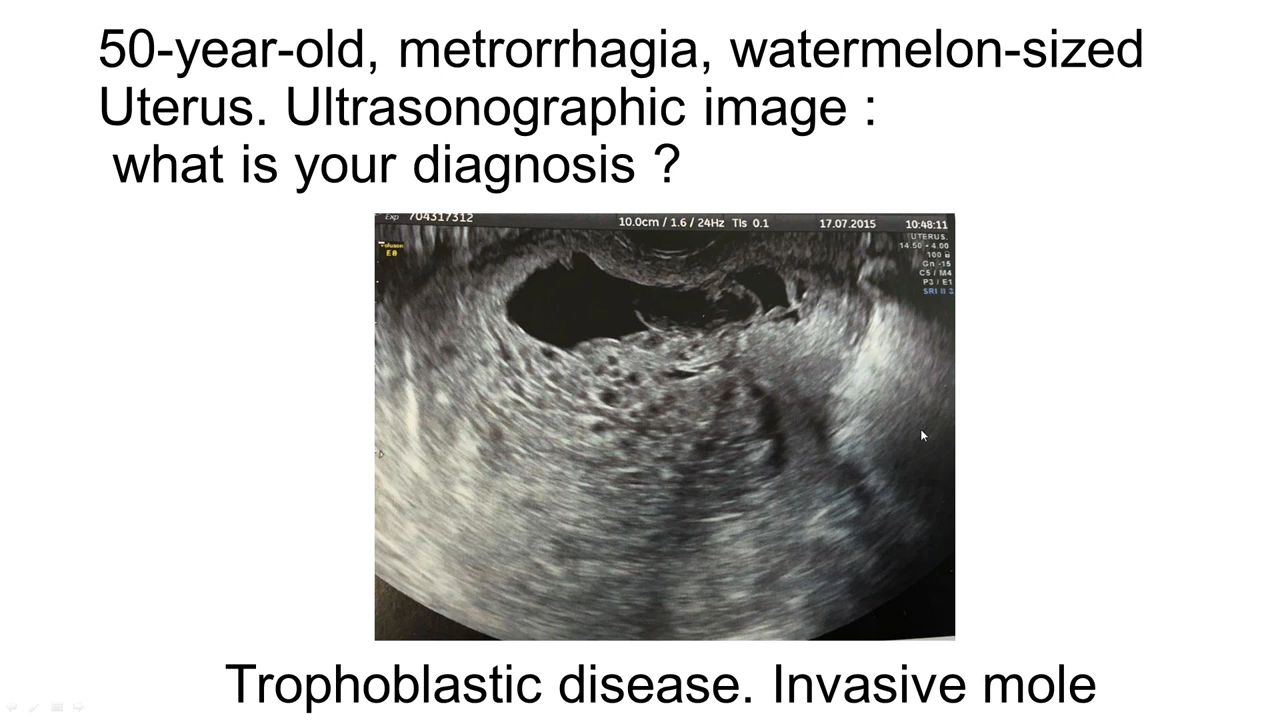 50-year-old, metrorrhagia, watermelon-sized
Uterus. Ultrasonographic image :
what is your diagnosis ?
Exp 704317312 10.0cm / 1.6 / 24Hz TIs 0.1 17.07.2015 10:48:11
E8
UTERUS.
14.50 - 4.00
100
Gn -15
C5 / M4
P3 / E1
SRI II 3
Trophoblastic disease. Invasive mole